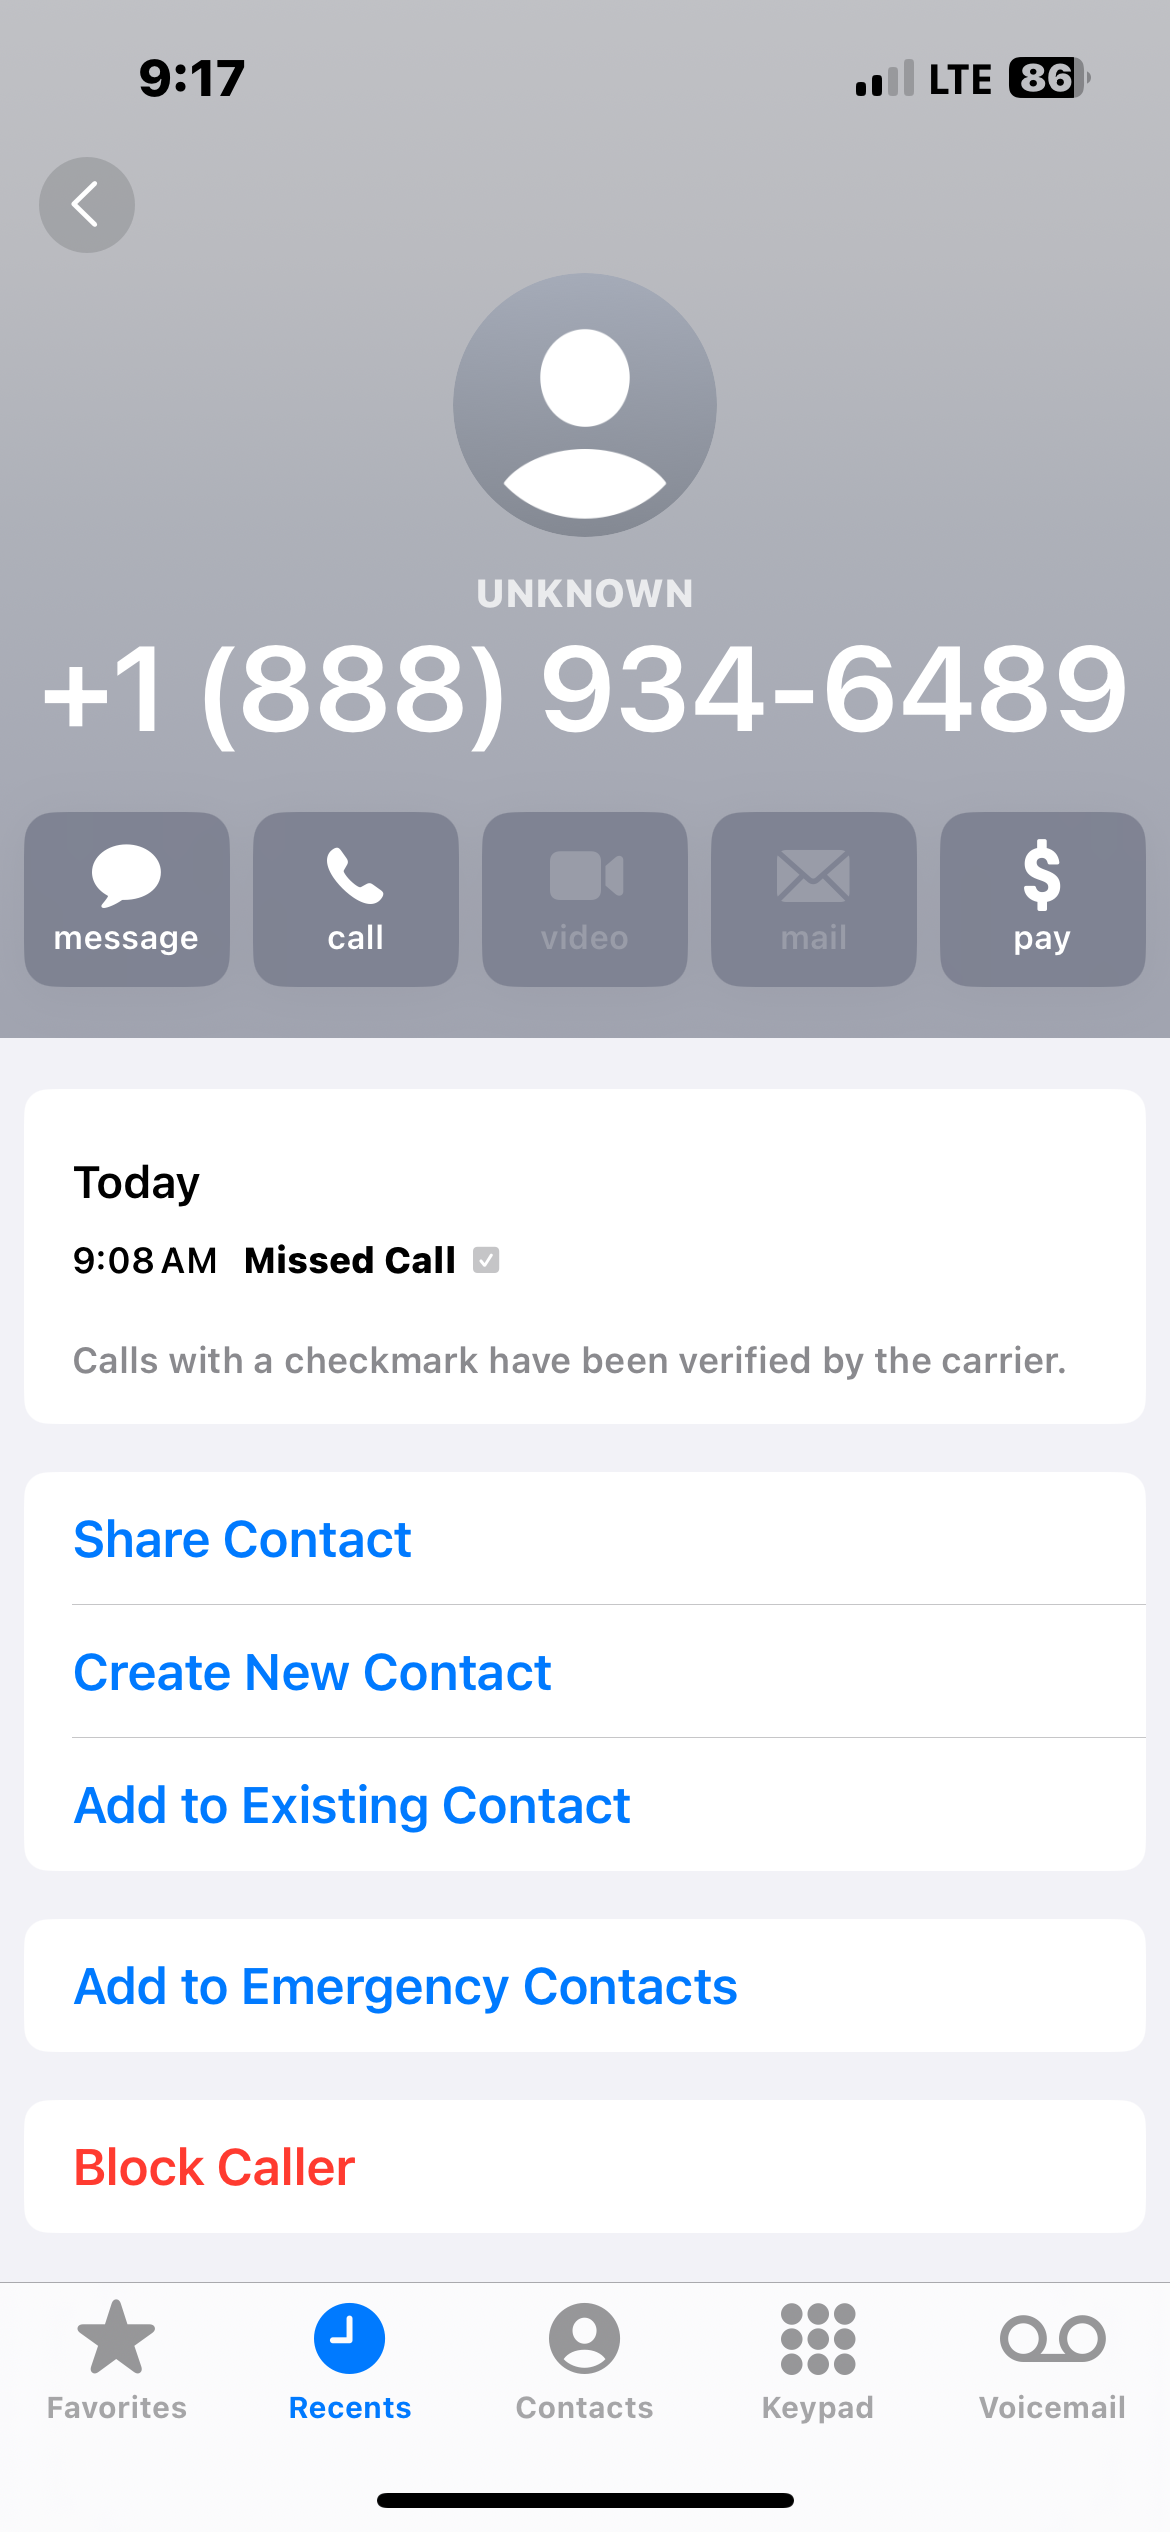 9:17 LTE 86
UNKNOWN
+1 (888) 934-6489
message call video mail pay
Today
9:08 AM Missed Call
Calls with a checkmark have been verified by the carrier.
Share Contact
Create New Contact
Add to Existing Contact
Add to Emergency Contacts
Block Caller
Favorites Recents Contacts Keypad Voicemail